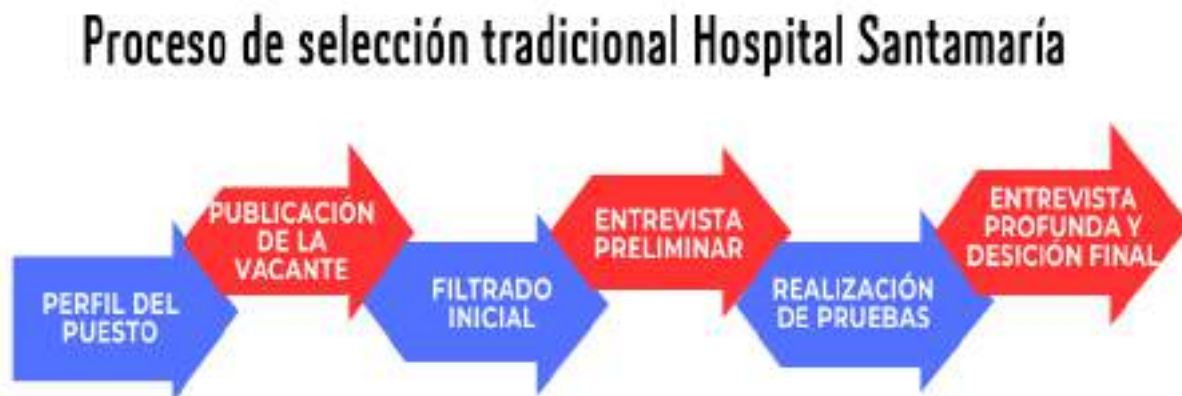 Proceso de selección tradicional Hospital Santamaría
PERFIL DEL
PUESTO
PUBLICACIÓN
DE LA
VACANTE
FILTRADO
INICIAL
ENTREVISTA
PRELIMINAR
REALIZACIÓN
DE PRUEBAS
ENTREVISTA
PROFUNDA Y
DESICIÓN FINAL